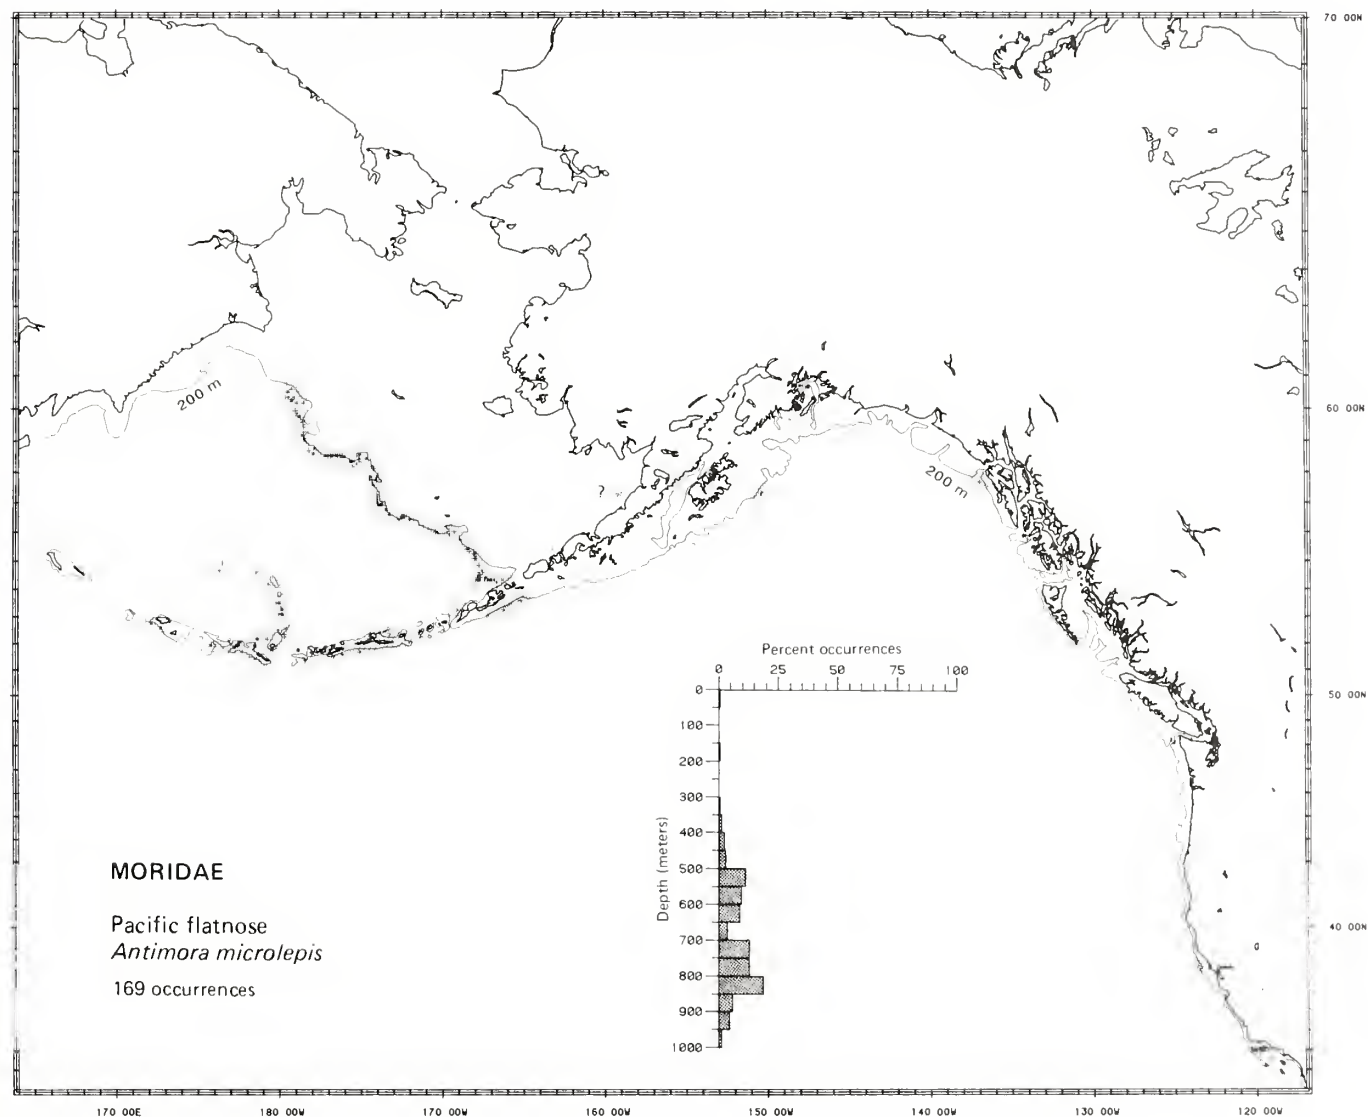 70 00N
200 m
60 00N
200 m
?
Percent occurrences
0 25 50 75 100
50 00N
Depth (meters)
0
100
200
300
400
500
600
700
800
900
1000
MORIDAE
Pacific flatnose
Antimora microlepis
169 occurrences
40 00N
170 00E 180 00W 170 00W 160 00W 150 00W 140 00W 130 00W 120 00W